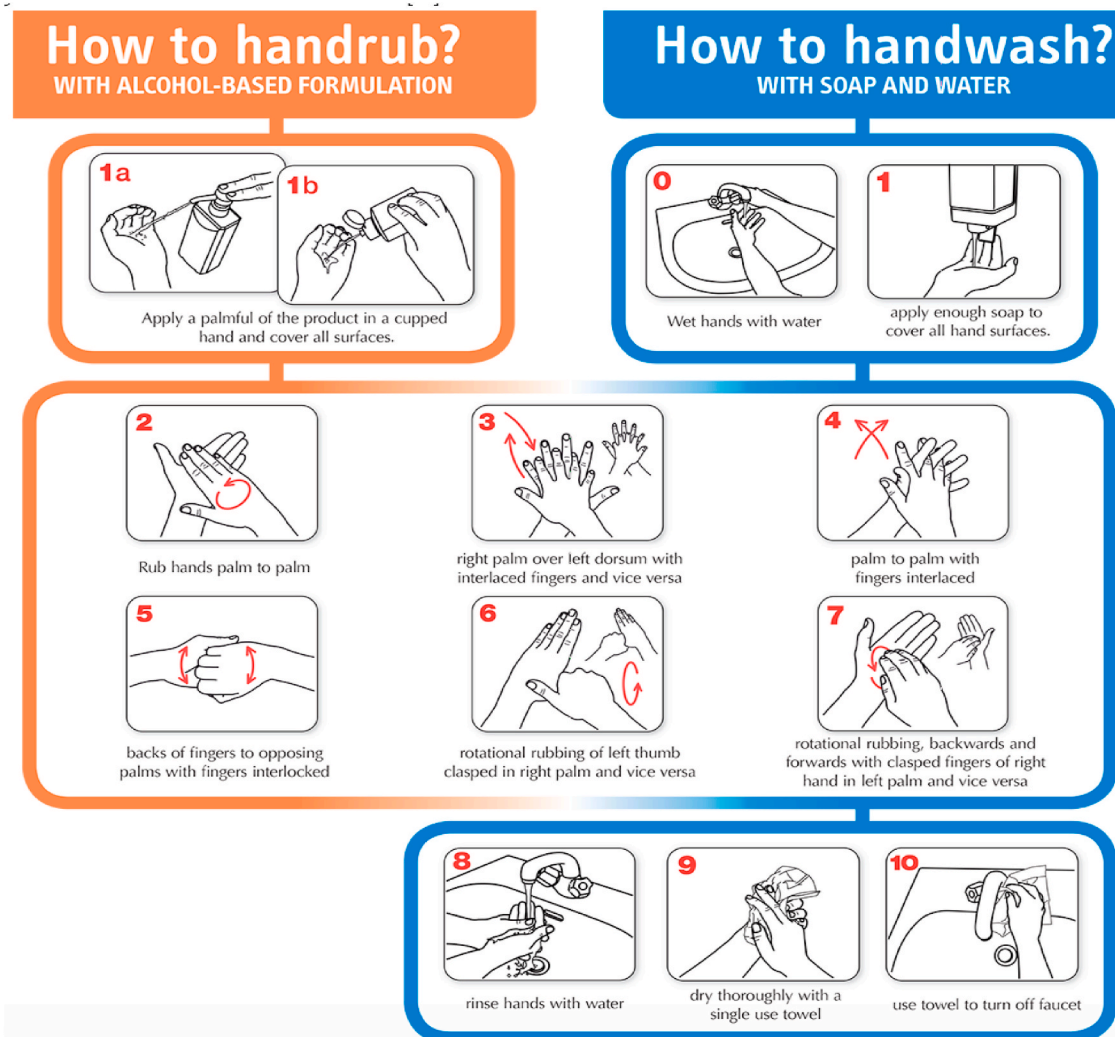 How to handrub?
WITH ALCOHOL-BASED FORMULATION
How to handwash?
WITH SOAP AND WATER
1a
1b
Apply a palmful of the product in a cupped
hand and cover all surfaces.
0
Wet hands with water
1
apply enough soap to
cover all hand surfaces.
2
Rub hands palm to palm
3
right palm over left dorsum with
interlaced fingers and vice versa
4
palm to palm with
fingers interlaced
5
backs of fingers to opposing
palms with fingers interlocked
6
rotational rubbing of left thumb
clasped in right palm and vice versa
7
rotational rubbing, backwards and
forwards with clasped fingers of right
hand in left palm and vice versa
8
rinse hands with water
9
dry thoroughly with a
single use towel
10
use towel to turn off faucet